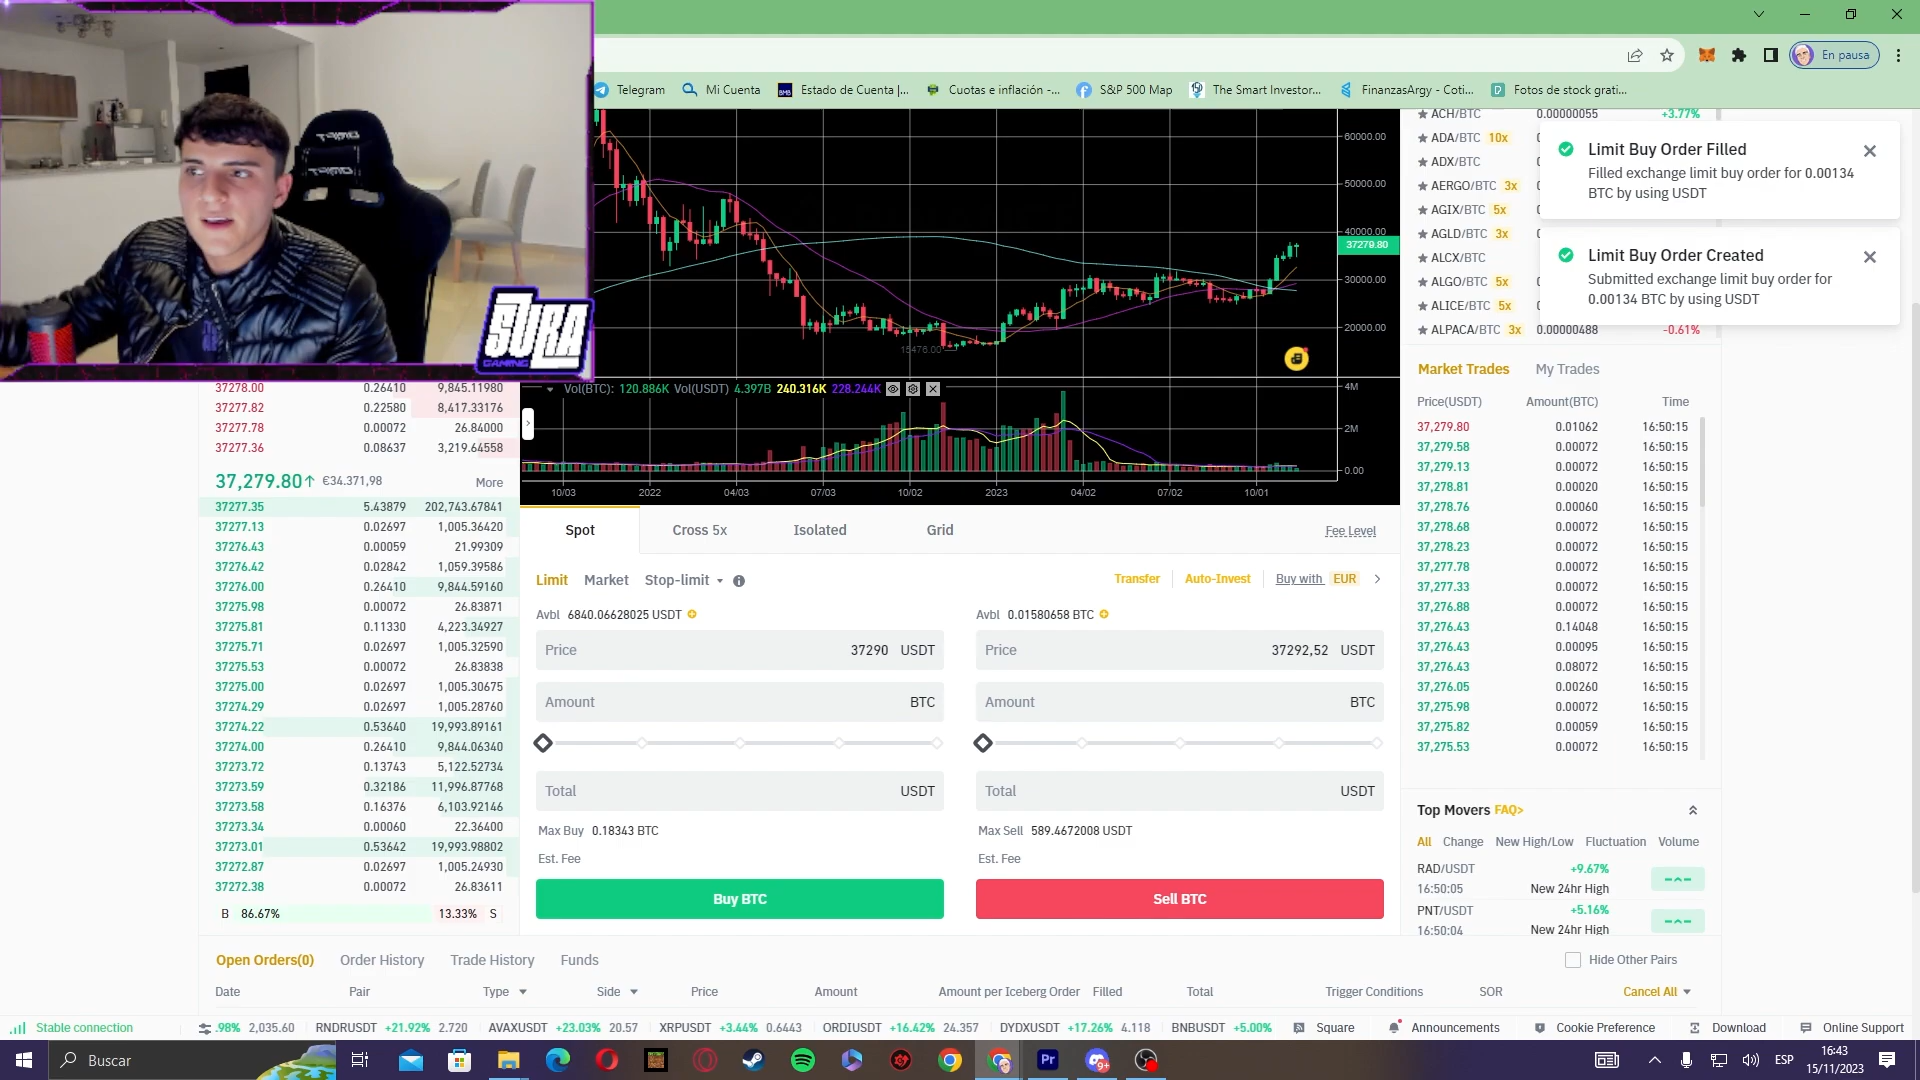 En pausa
Telegram
Mi Cuenta
Estado de Cuenta |...
Cuotas e inflación -...
S&P 500 Map
The Smart Investor...
FinanzasArgy - Coti...
Fotos de stock grati...
SURA
GAMING
60000.00
50000.00
40000.00
37279.80
30000.00
20000.00
15476.00
Vol(BTC): 120.886K Vol(USDT) 4.397B 240.316K 228.244K
4M
2M
0.00
10/03 2022 04/03 07/03 10/02 2023 04/02 07/02 10/01
ACH/BTC 0.00000055 +3.77%
ADA/BTC 10x
ADX/BTC
AERGO/BTC 3x
AGIX/BTC 5x
AGLD/BTC 3x
ALCX/BTC
ALGO/BTC 5x
ALICE/BTC 5x
ALPACA/BTC 3x 0.00000488 -0.61%
Limit Buy Order Filled
Filled exchange limit buy order for 0.00134
BTC by using USDT
Limit Buy Order Created
Submitted exchange limit buy order for
0.00134 BTC by using USDT
37278.00 0.26410 9,845.11980
37277.82 0.22580 8,417.33176
37277.78 0.00072 26.84000
37277.36 0.08637 3,219.64558
37,279.80↑ €34.371,98 More
37277.35 5.43879 202,743.67841
37277.13 0.02697 1,005.36420
37276.43 0.00059 21.99309
37276.42 0.02842 1,059.39586
37276.00 0.26410 9,844.59160
37275.98 0.00072 26.83871
37275.81 0.11330 4,223.34927
37275.71 0.02697 1,005.32590
37275.53 0.00072 26.83838
37275.00 0.02697 1,005.30675
37274.29 0.02697 1,005.28760
37274.22 0.53640 19,993.89161
37274.00 0.26410 9,844.06340
37273.72 0.13743 5,122.52734
37273.59 0.32186 11,996.87768
37273.58 0.16376 6,103.92146
37273.34 0.00060 22.36400
37273.01 0.53642 19,993.98802
37272.87 0.02697 1,005.24930
37272.38 0.00072 26.83611
B 86.67% 13.33% S
Spot Cross 5x Isolated Grid Fee Level
Limit Market Stop-limit
Transfer Auto-Invest Buy with EUR
Avbl 6840.06628025 USDT
Price 37290 USDT
Amount BTC
Total USDT
Max Buy 0.18343 BTC
Est. Fee
Buy BTC
Avbl 0.01580658 BTC
Price 37292,52 USDT
Amount BTC
Total USDT
Max Sell 589.4672008 USDT
Est. Fee
Sell BTC
Market Trades My Trades
Price(USDT) Amount(BTC) Time
37,279.80 0.01062 16:50:15
37,279.58 0.00072 16:50:15
37,279.13 0.00072 16:50:15
37,278.81 0.00020 16:50:15
37,278.76 0.00060 16:50:15
37,278.68 0.00072 16:50:15
37,278.23 0.00072 16:50:15
37,277.78 0.00072 16:50:15
37,277.33 0.00072 16:50:15
37,276.88 0.00072 16:50:15
37,276.43 0.14048 16:50:15
37,276.43 0.00095 16:50:15
37,276.43 0.08072 16:50:15
37,276.05 0.00260 16:50:15
37,275.98 0.00072 16:50:15
37,275.82 0.00059 16:50:15
37,275.53 0.00072 16:50:15
Top Movers FAQ>
All Change New High/Low Fluctuation Volume
RAD/USDT +9.67%
16:50:05 New 24hr High
PNT/USDT +5.16%
16:50:04 New 24hr High
Open Orders(0) Order History Trade History Funds
Hide Other Pairs
Date Pair Type Side Price Amount Amount per Iceberg Order Filled Total Trigger Conditions SOR Cancel All
Stable connection
.98% 2,035.60 RNDRUSDT +21.92% 2.720 AVAXUSDT +23.03% 20.57 XRPUSDT +3.44% 0.6443 ORDIUSDT +16.42% 24.357 DYDXUSDT +17.26% 4.118 BNBUSDT +5.00%
Square Announcements Cookie Preference Download Online Support
Buscar
Pr
9+
ESP
16:43
15/11/2023